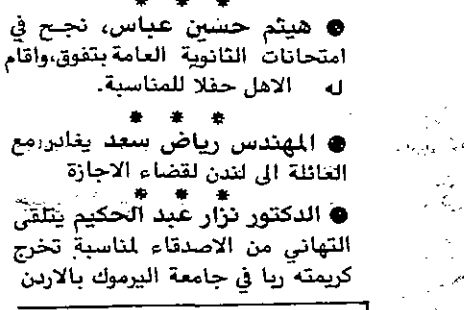 * * *
● هيثم حسين عباس، نجح في
امتحانات الثانوية العامة بتفوق،واقام
له الاهل حفلا للمناسبة.
* * *
● المهندس رياض سعد يغادر،مع
العائلة الى لندن لقضاء الاجازة
* * *
● الدكتور نزار عبد الحكيم يتلقى
التهاني من الاصدقاء لمناسبة تخرج
كريمته ربا في جامعة اليرموك بالاردن